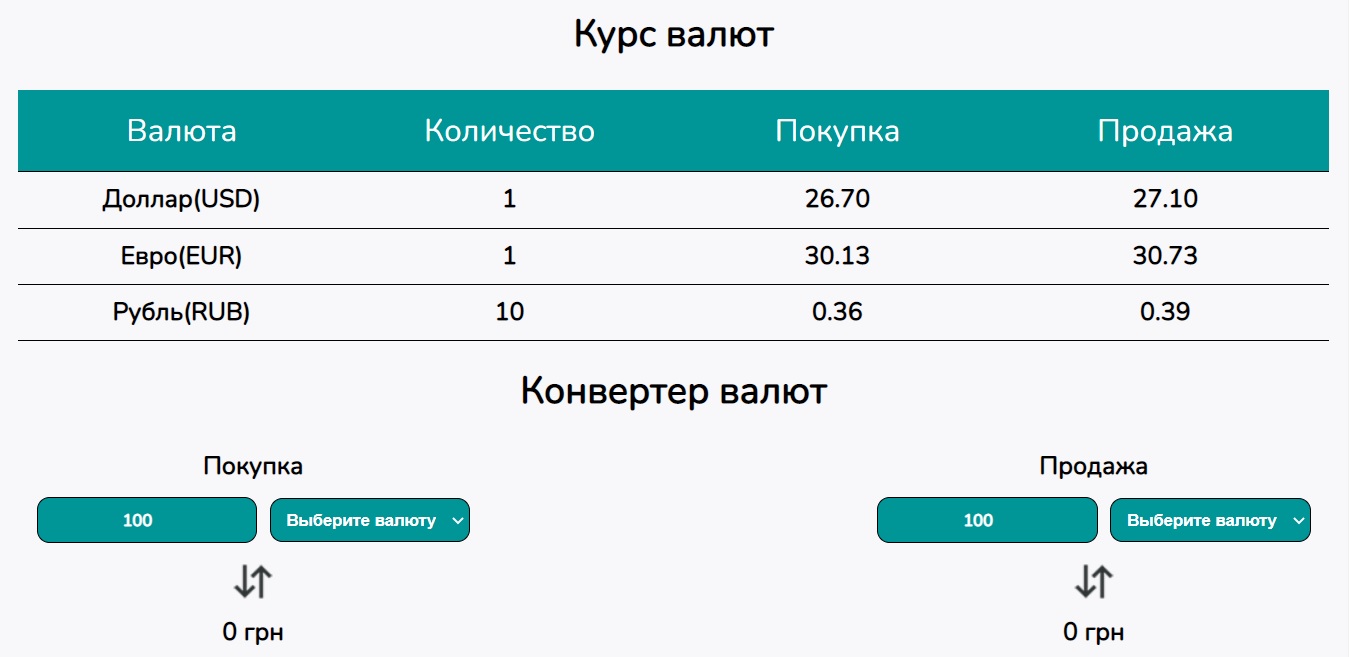 Курс валют
Валюта Количество Покупка Продажа
Доллар(USD) 1 26.70 27.10
Евро(EUR) 1 30.13 30.73
Рубль(RUB) 10 0.36 0.39
Конвертер валют
Покупка Продажа
100 Выберите валюту 100 Выберите валюту
0 грн 0 грн